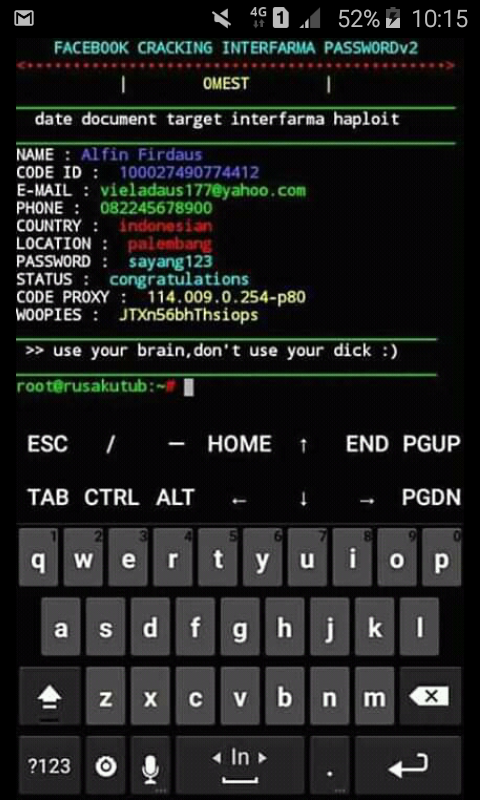 4G 1 52% 10:15
FACEBOOK CRACKING INTERFARMA PASSWORDv2
<•••••••••••••••••••••••••••••••••••••••••••••>
| OMEST |
date document target interfarma haploit
NAME : Alfin Firdaus
CODE ID : 100027490774412
E-MAIL : vieladaus177@yahoo.com
PHONE : 082245678900
COUNTRY : indonesian
LOCATION : palembang
PASSWORD : sayang123
STATUS : congratulations
CODE PROXY : 114.009.0.254-p80
WOOPIES : JTXn56bhThsiops
>> use your brain,don't use your dick :)
root@rusakutub:~#
ESC / — HOME ↑ END PGUP
TAB CTRL ALT ← ↓ → PGDN
1 2 3 4 5 6 7 8 9 0
q w e r t y u i o p
a s d f g h j k l
z x c v b n m
?123 In .